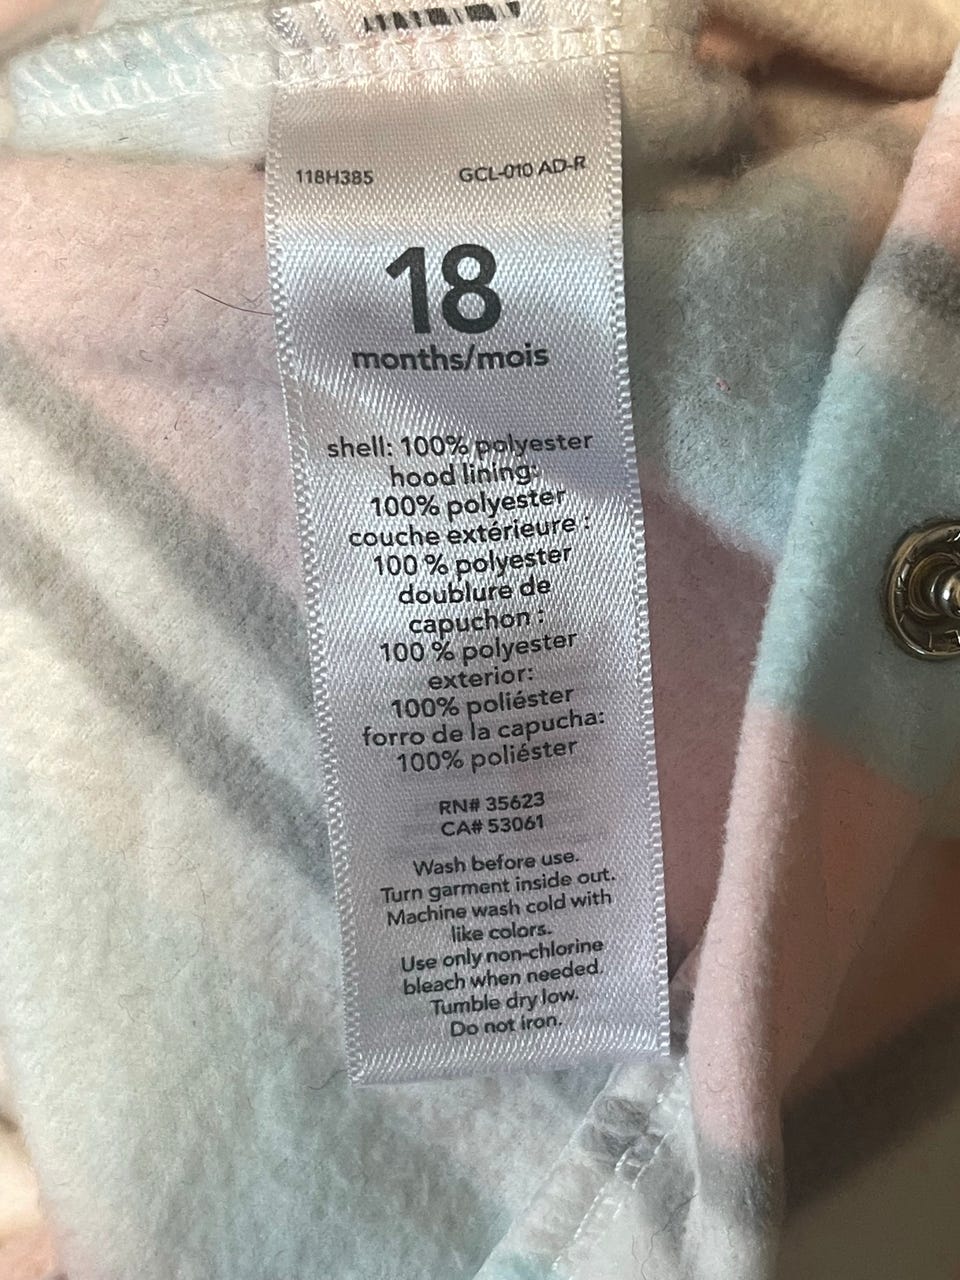 118H385 GCL-010 AD-R
18
months/mois
shell: 100% polyester
hood lining:
100% polyester
couche extérieure :
100 % polyester
doublure de
capuchon :
100 % polyester
exterior:
100% poliéster
forro de la capucha:
100% poliéster
RN# 35623
CA# 53061
Wash before use.
Turn garment inside out.
Machine wash cold with
like colors.
Use only non-chlorine
bleach when needed.
Tumble dry low.
Do not iron.